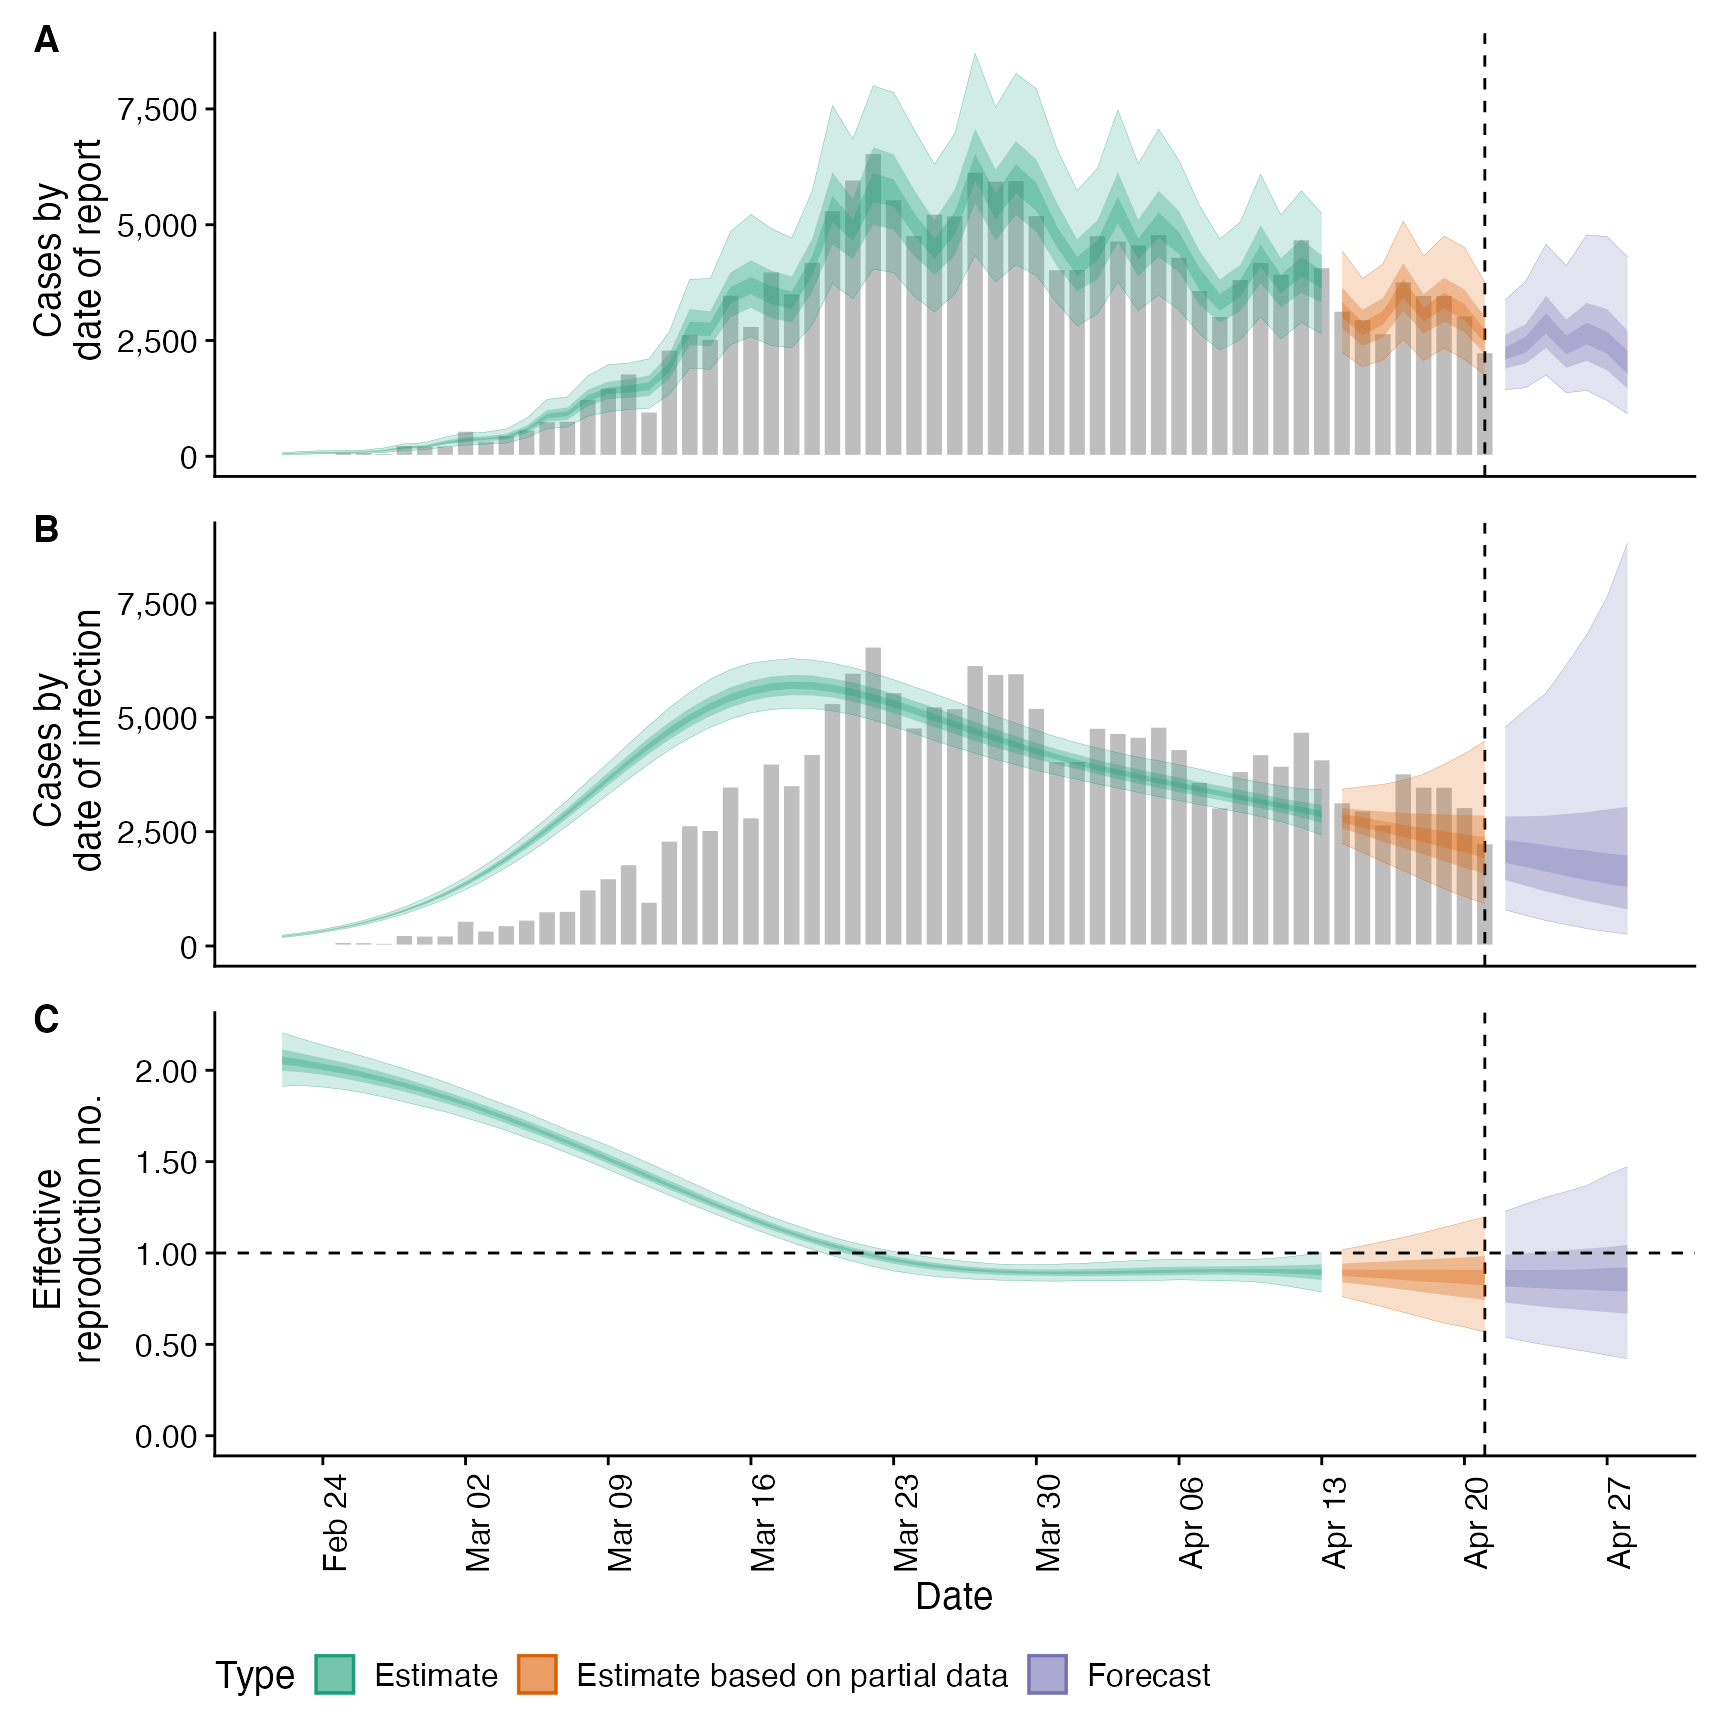 A
Cases by
date of report
7,500
5,000
2,500
0
B
Cases by
date of infection
7,500
5,000
2,500
0
C
Effective
reproduction no.
2.00
1.50
1.00
0.50
0.00
Feb 24
Mar 02
Mar 09
Mar 16
Mar 23
Mar 30
Apr 06
Apr 13
Apr 20
Apr 27
Date
Type Estimate Estimate based on partial data Forecast